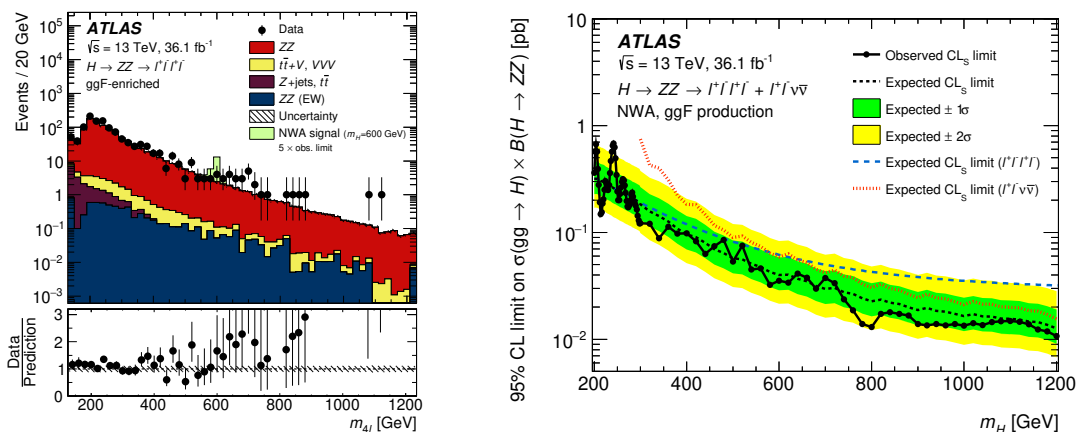 ATLAS
√s = 13 TeV, 36.1 fb⁻¹
H → ZZ → l⁺l⁻l⁺l⁻
ggF-enriched
Data
ZZ
tt̄+V, VVV
Z+jets, tt̄
ZZ (EW)
Uncertainty
NWA signal (m_H=600 GeV)
5 × obs. limit
Events / 20 GeV
10⁵
10⁴
10³
10²
10
1
10⁻¹
10⁻²
10⁻³
Data
Prediction
3
2
1
0
200 400 600 800 1000 1200
m₄ₗ [GeV]
95% CL limit on σ(gg → H) × B(H → ZZ) [pb]
ATLAS
√s = 13 TeV, 36.1 fb⁻¹
H → ZZ → l⁺l⁻l⁺l⁻ + l⁺l⁻νν̄
NWA, ggF production
Observed CL_S limit
Expected CL_S limit
Expected ± 1σ
Expected ± 2σ
Expected CL_S limit (l⁺l⁻l⁺l⁻)
Expected CL_S limit (l⁺l⁻νν̄)
1
10⁻¹
10⁻²
200 400 600 800 1000 1200
m_H [GeV]